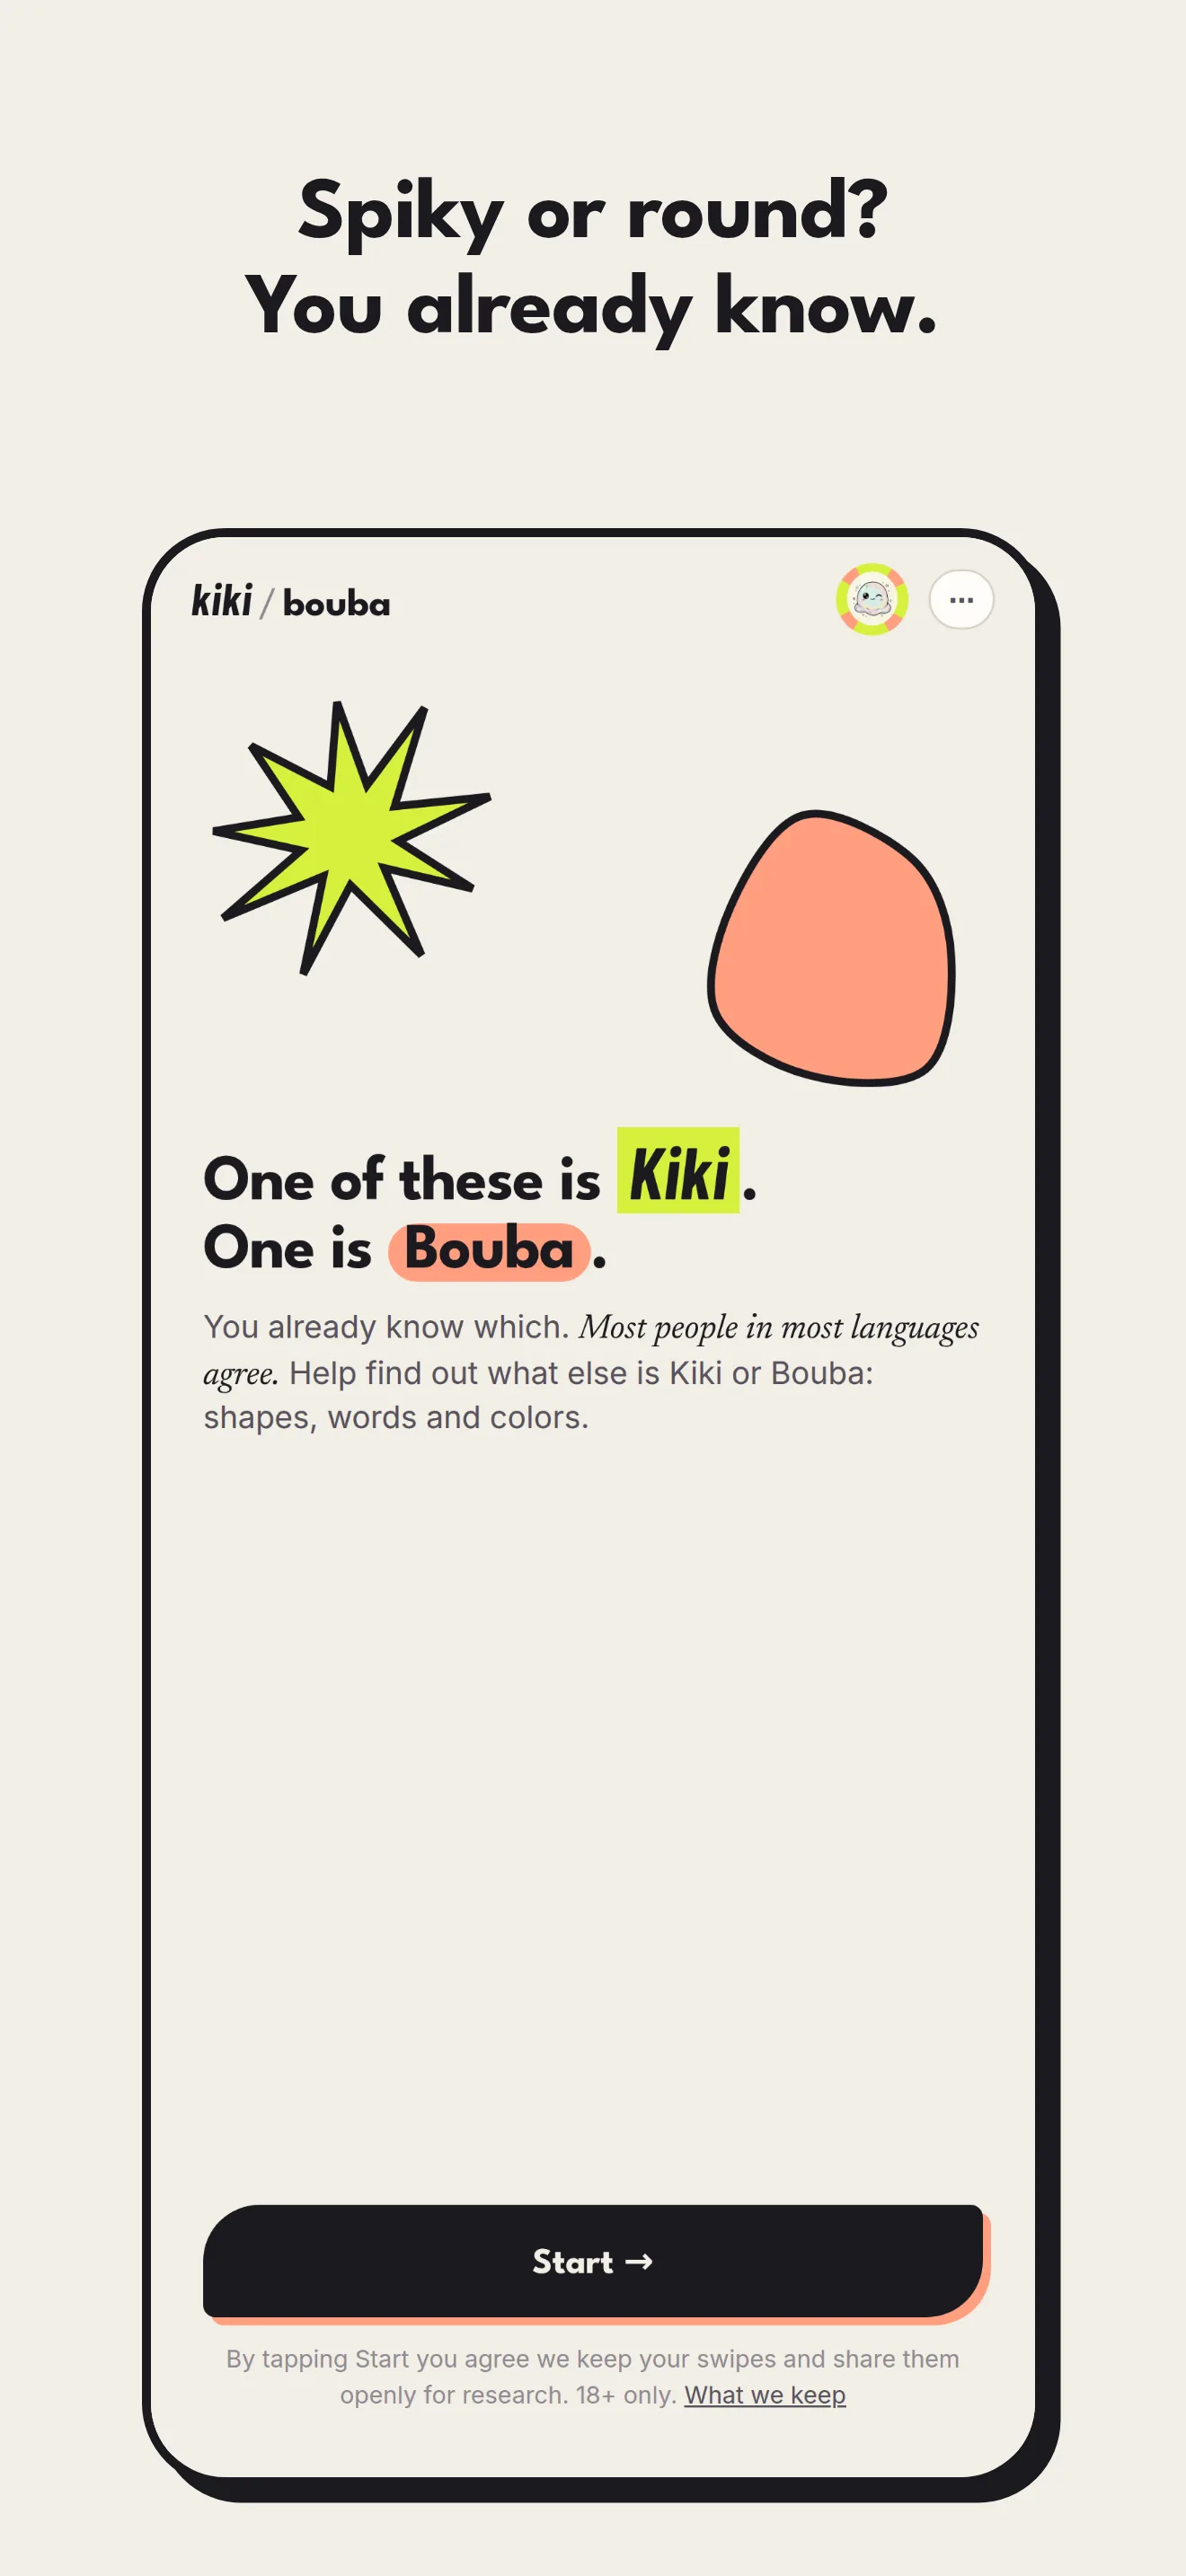 Spiky or round?
You already know.
kiki / bouba
...
One of these is Kiki.
One is Bouba.
You already know which. Most people in most languages
agree. Help find out what else is Kiki or Bouba:
shapes, words and colors.
Start →
By tapping Start you agree we keep your swipes and share them
openly for research. 18+ only. What we keep